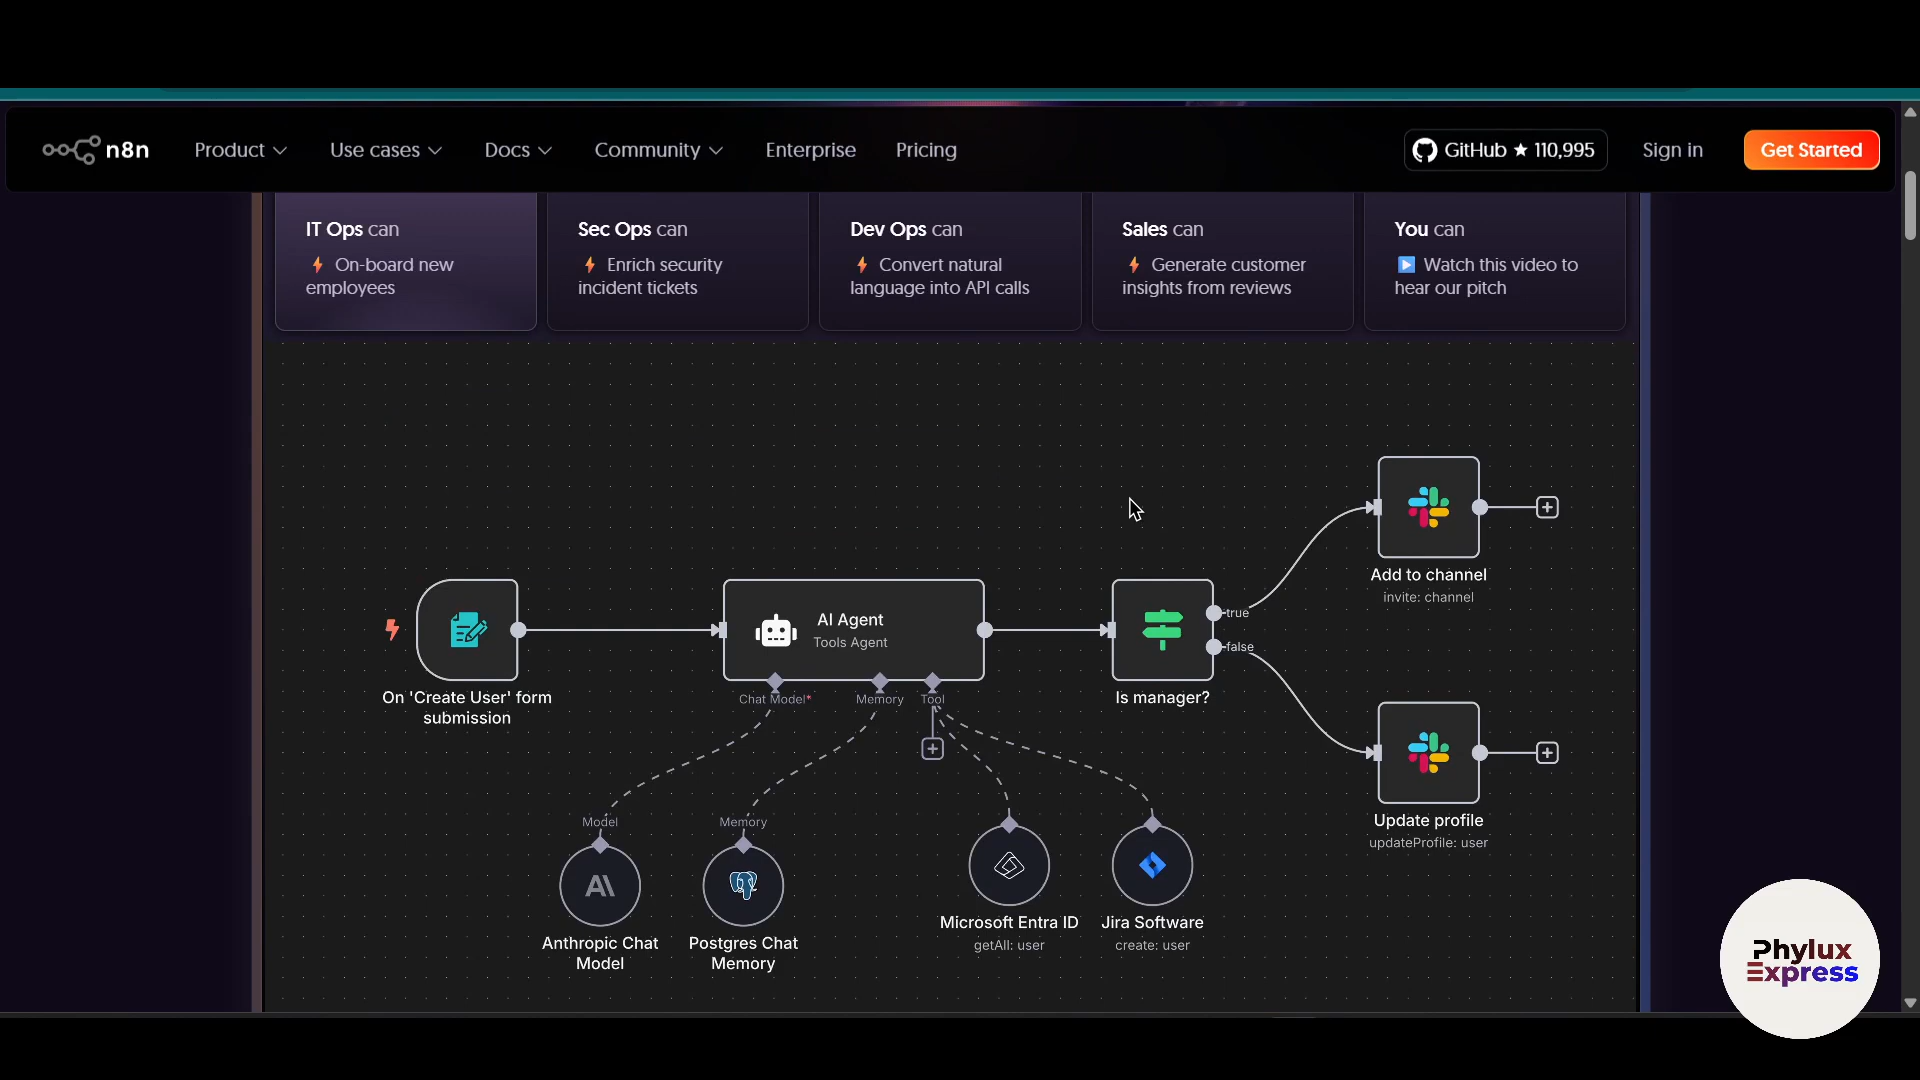 n8n
Product
Use cases
Docs
Community
Enterprise
Pricing
GitHub ★ 110,995
Sign in
Get Started
IT Ops can
On-board new
employees
Sec Ops can
Enrich security
incident tickets
Dev Ops can
Convert natural
language into API calls
Sales can
Generate customer
insights from reviews
You can
Watch this video to
hear our pitch
On 'Create User' form
submission
AI Agent
Tools Agent
Chat Model*
Memory
Tool
Is manager?
true
false
Add to channel
invite: channel
Update profile
updateProfile: user
Model
Memory
Anthropic Chat
Model
Postgres Chat
Memory
Microsoft Entra ID
getAll: user
Jira Software
create: user
Phylux
Express